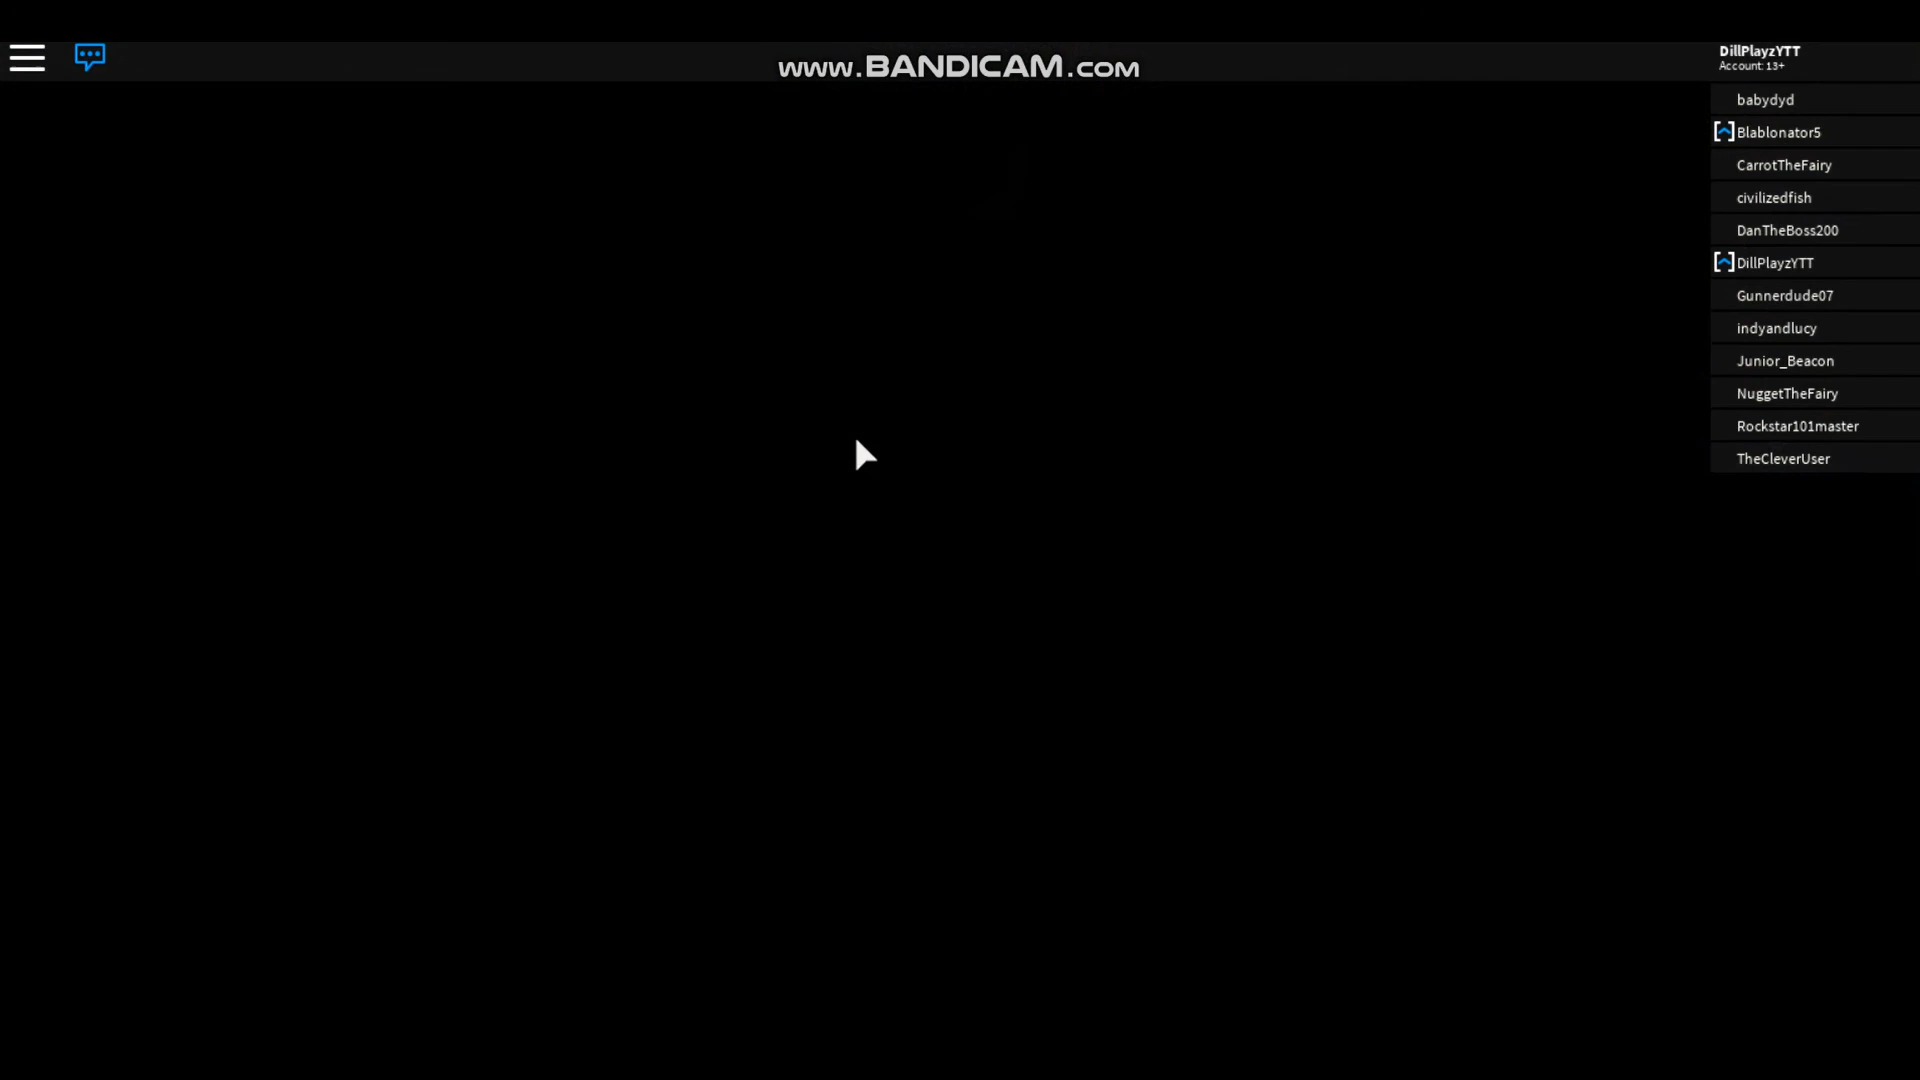 www.BANDICAM.com
DillPlayzYTT
Account: 13+
babydyd
Blablonator5
CarrotTheFairy
civilizedfish
DanTheBoss200
DillPlayzYTT
Gunnerdude07
indyandlucy
Junior_Beacon
NuggetTheFairy
Rockstar101master
TheCleverUser